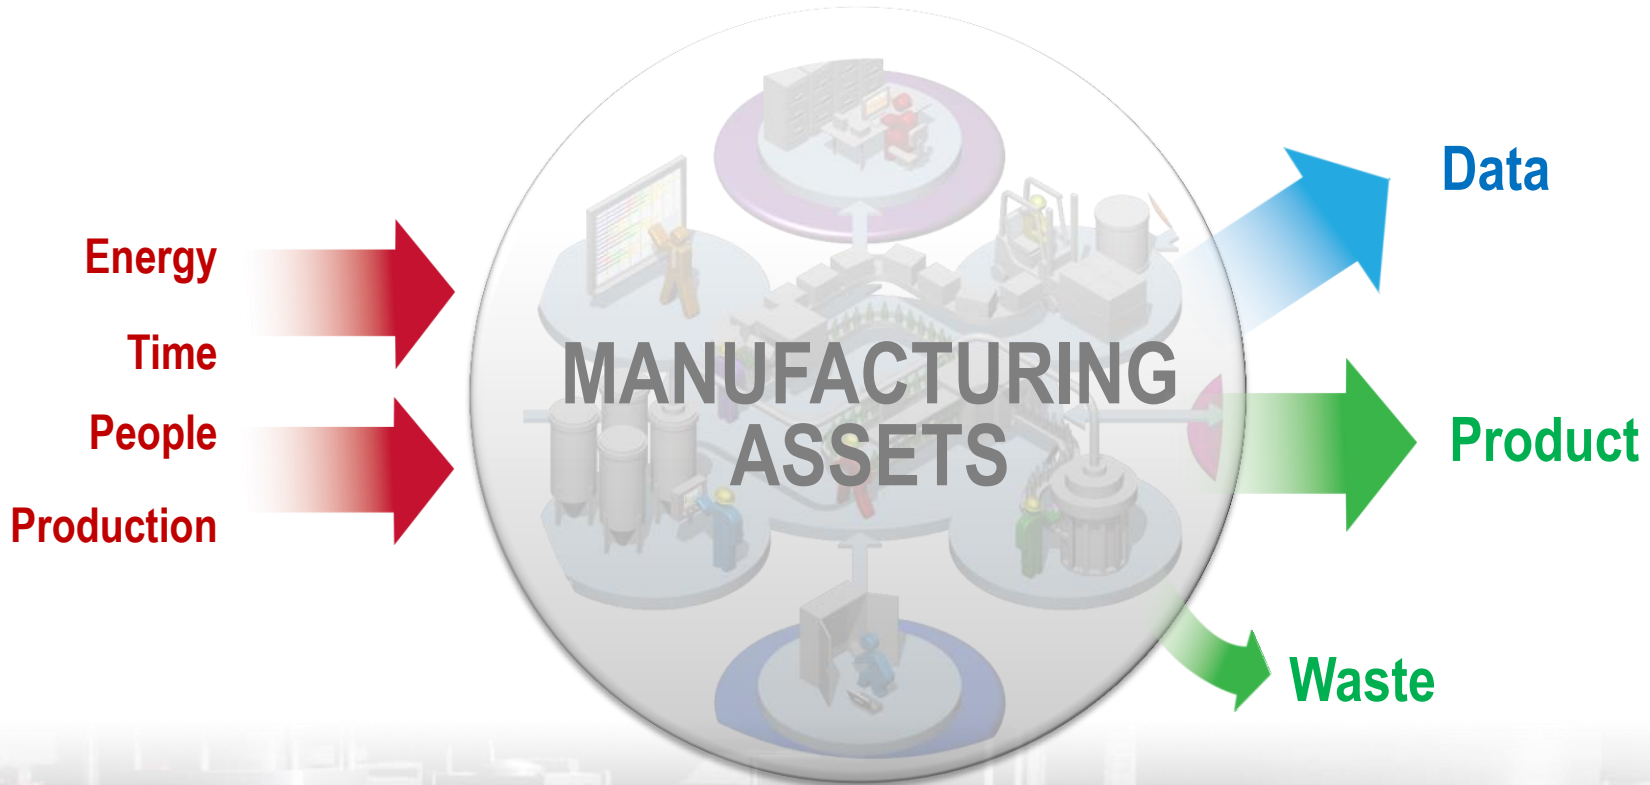 Energy
Time
People
Production
MANUFACTURING
ASSETS
Data
Product
Waste